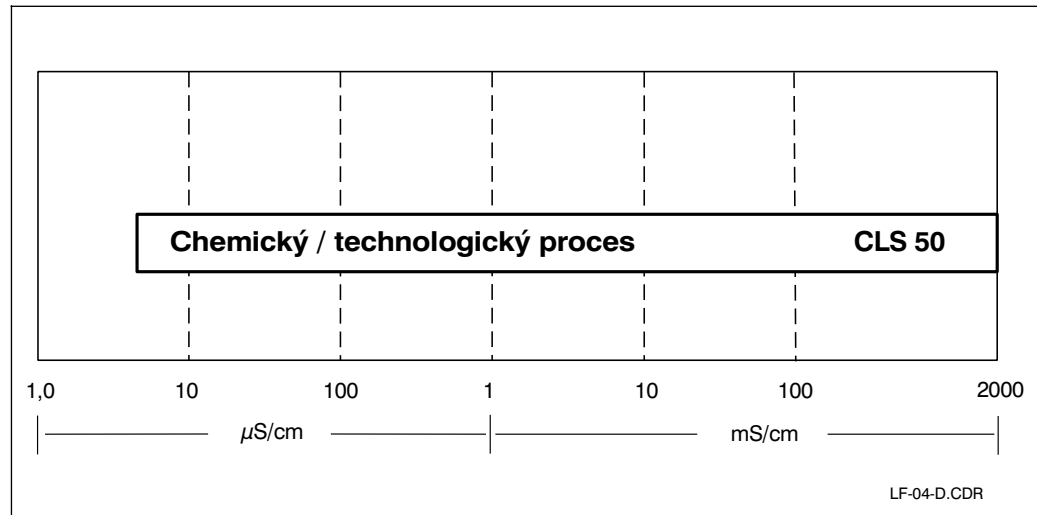 Chemický / technologický proces CLS 50
1,0 10 100 1 10 100 2000
µS/cm mS/cm
LF-04-D.CDR